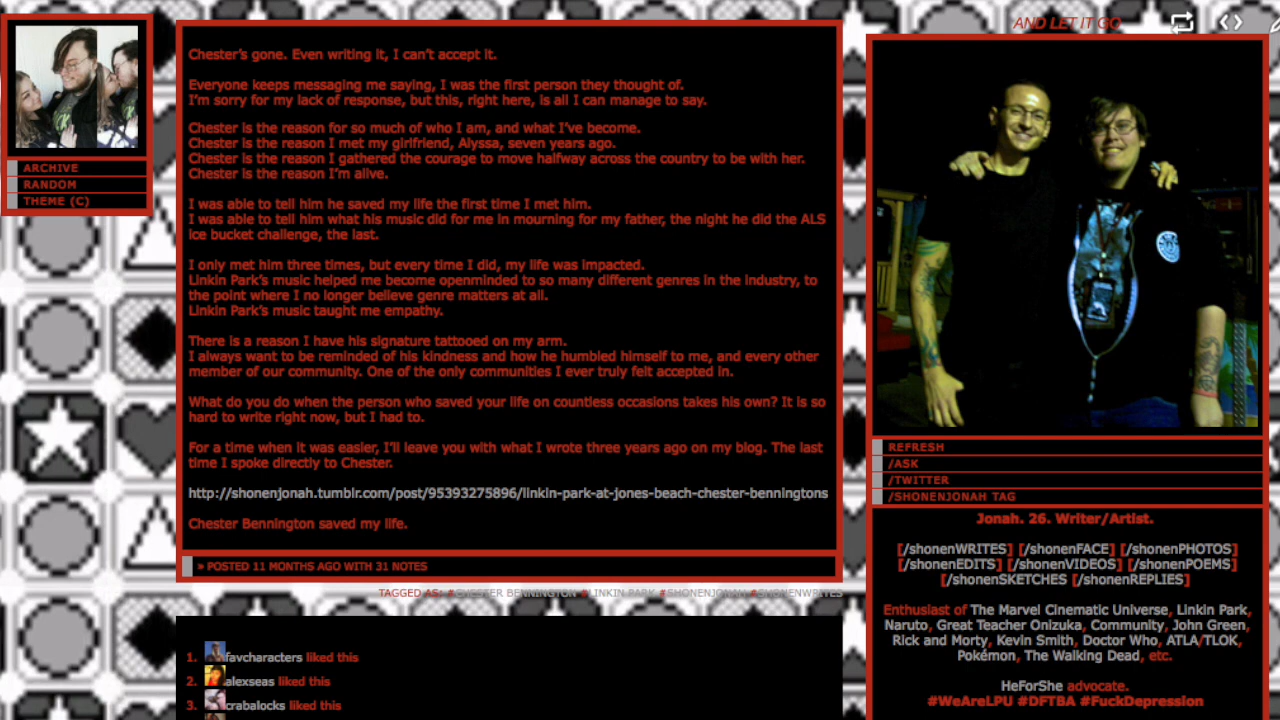 AND LET IT GO
ARCHIVE
RANDOM
THEME (C)
Chester's gone. Even writing it, I can't accept it.
Everyone keeps messaging me saying, I was the first person they thought of.
I'm sorry for my lack of response, but this, right here, is all I can manage to say.
Chester is the reason for so much of who I am, and what I've become.
Chester is the reason I met my girlfriend, Alyssa, seven years ago.
Chester is the reason I gathered the courage to move halfway across the country to be with her.
Chester is the reason I'm alive.
I was able to tell him he saved my life the first time I met him.
I was able to tell him what his music did for me in mourning for my father, the night he did the ALS
ice bucket challenge, the last.
I only met him three times, but every time I did, my life was impacted.
Linkin Park's music helped me become openminded to so many different genres in the industry, to
the point where I no longer believe genre matters at all.
Linkin Park's music taught me empathy.
There is a reason I have his signature tattooed on my arm.
I always want to be reminded of his kindness and how he humbled himself to me, and every other
member of our community. One of the only communities I ever truly felt accepted in.
What do you do when the person who saved your life on countless occasions takes his own? It is so
hard to write right now, but I had to.
For a time when it was easier, I'll leave you with what I wrote three years ago on my blog. The last
time I spoke directly to Chester.
http://shonenjonah.tumblr.com/post/95393275896/linkin-park-at-jones-beach-chester-benningtons
Chester Bennington saved my life.
» POSTED 11 MONTHS AGO WITH 31 NOTES
TAGGED AS: #CHESTER BENNINGTON #LINKIN PARK #SHONENJONAH #SHONENWRITES
1. favcharacters liked this
2. alexseas liked this
3. crabalocks liked this
REFRESH
/ASK
/TWITTER
/SHONENJONAH TAG
Jonah. 26. Writer/Artist.
[/shonenWRITES] [/shonenFACE] [/shonenPHOTOS]
[/shonenEDITS] [/shonenVIDEOS] [/shonenPOEMS]
[/shonenSKETCHES [/shonenREPLIES]
Enthusiast of The Marvel Cinematic Universe, Linkin Park,
Naruto, Great Teacher Onizuka, Community, John Green,
Rick and Morty, Kevin Smith, Doctor Who, ATLA/TLOK,
Pokémon, The Walking Dead, etc.
HeForShe advocate.
#WeAreLPU #DFTBA #FuckDepression